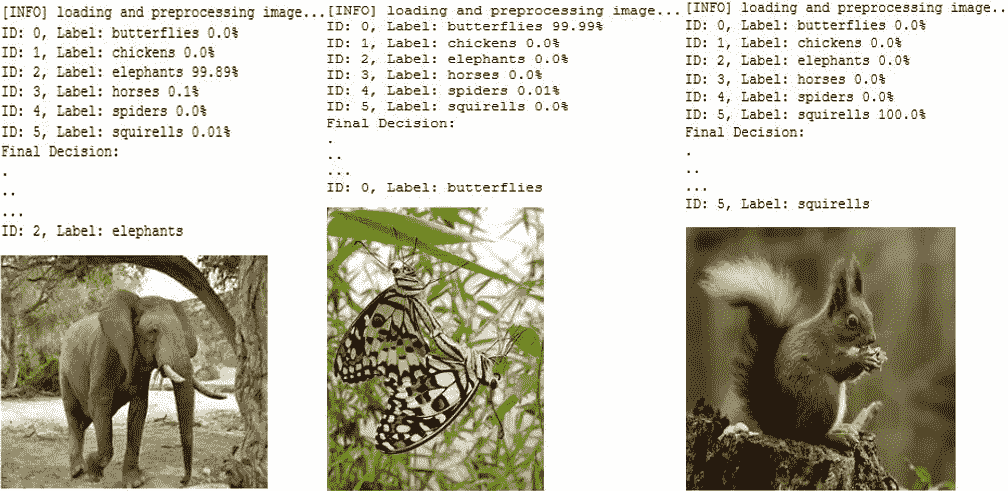 [INFO] loading and preprocessing image...
ID: 0, Label: butterflies 0.0%
ID: 1, Label: chickens 0.0%
ID: 2, Label: elephants 99.89%
ID: 3, Label: horses 0.1%
ID: 4, Label: spiders 0.0%
ID: 5, Label: squirells 0.01%
Final Decision:
.
..
...
ID: 2, Label: elephants
[INFO] loading and preprocessing image...
ID: 0, Label: butterflies 99.99%
ID: 1, Label: chickens 0.0%
ID: 2, Label: elephants 0.0%
ID: 3, Label: horses 0.0%
ID: 4, Label: spiders 0.01%
ID: 5, Label: squirells 0.0%
Final Decision:
.
..
...
ID: 0, Label: butterflies
[INFO] loading and preprocessing image..
ID: 0, Label: butterflies 0.0%
ID: 1, Label: chickens 0.0%
ID: 2, Label: elephants 0.0%
ID: 3, Label: horses 0.0%
ID: 4, Label: spiders 0.0%
ID: 5, Label: squirells 100.0%
Final Decision:
.
..
...
ID: 5, Label: squirells